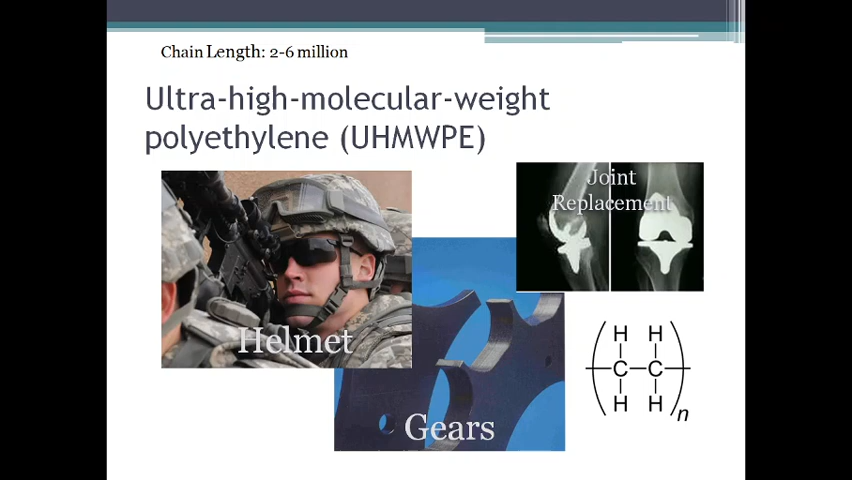 Chain Length: 2-6 million
Ultra-high-molecular-weight
polyethylene (UHMWPE)
Joint
Replacement
Helmet
Gears
H H
C C
H H
n